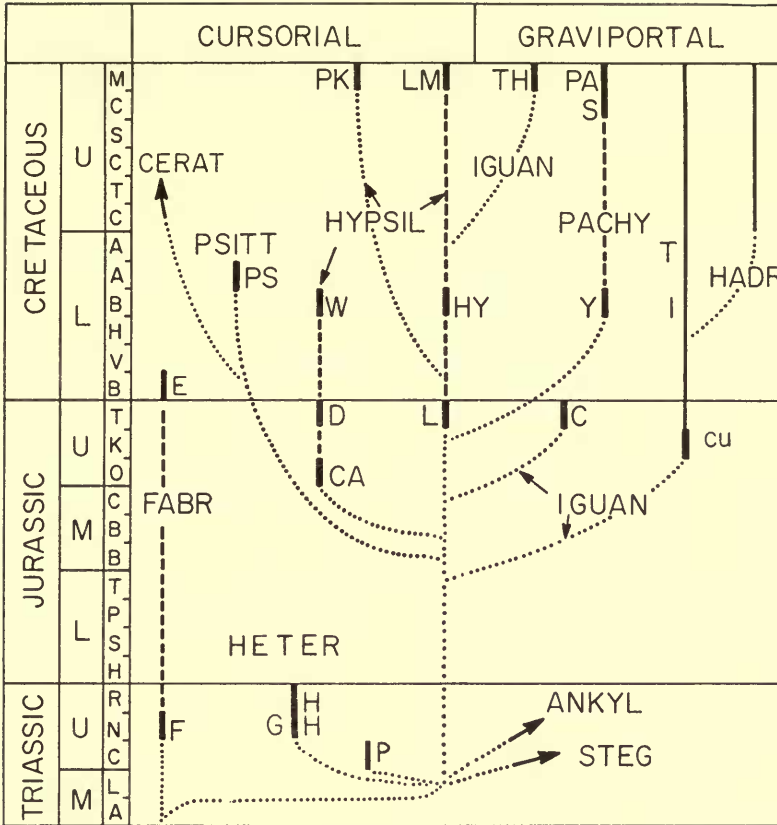 CURSORIAL GRAVIPORTAL
CRETACEOUS
U
L
M
C
S
C
T
C
A
A
B
H
V
B
PK LM TH PA
S
CERAT IGUAN
HYPSIL PACHY
PSITT T
PS HADR
W HY Y I
E
JURASSIC
U
M
L
T
K
O
C
B
B
T
P
S
H
D L C
cu
CA
FABR IGUAN
HETER
TRIASSIC
U
M
R
N
C
L
A
H ANKYL
F G H
P STEG